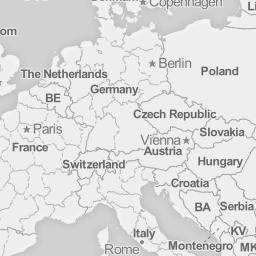 Copenhagen
The Netherlands
Berlin
Poland
BE
Germany
Czech Republic
Paris
Vienna
Slovakia
France
Austria
Switzerland
Hungary
Croatia
BA
Serbia
Italy
KV
Rome
Montenegro
MK